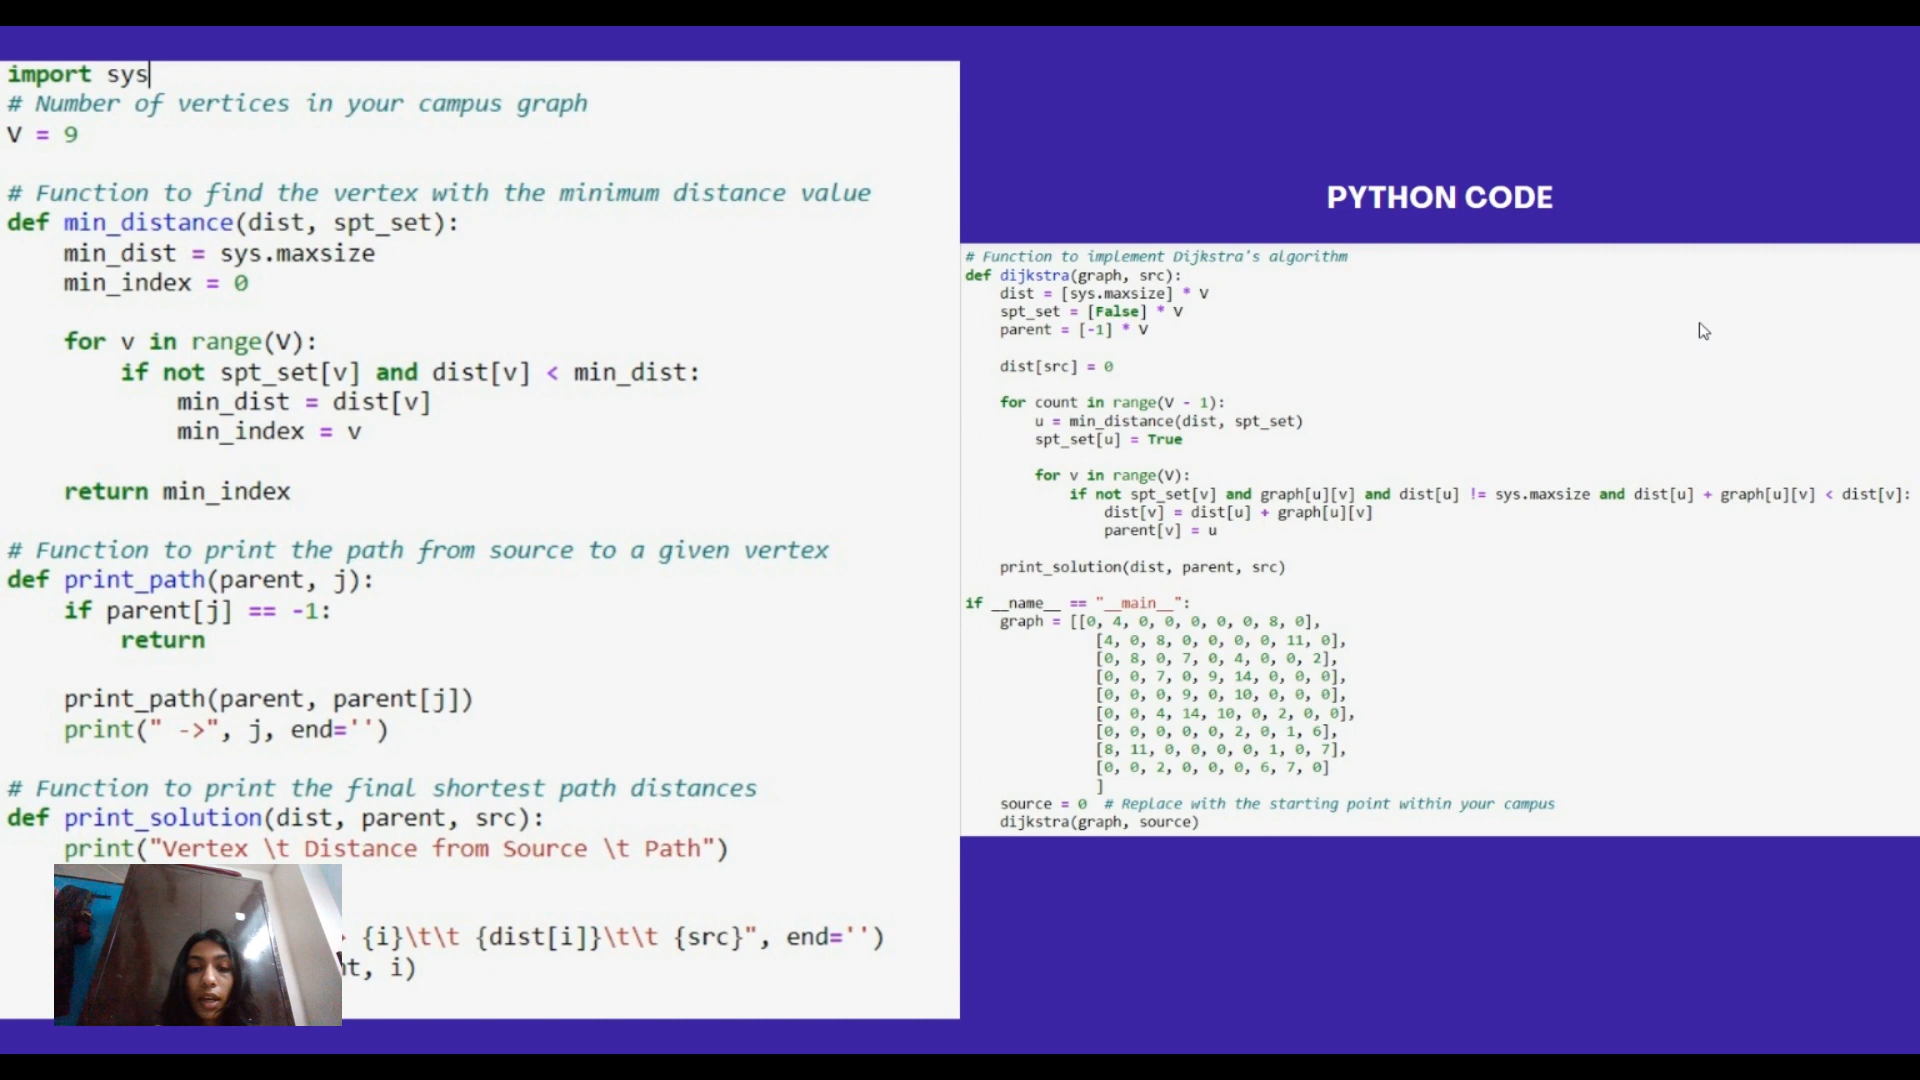 import sys
# Number of vertices in your campus graph
V = 9
# Function to find the vertex with the minimum distance value
def min_distance(dist, spt_set):
    min_dist = sys.maxsize
    min_index = 0
    for v in range(V):
        if not spt_set[v] and dist[v] < min_dist:
            min_dist = dist[v]
            min_index = v
    return min_index
# Function to print the path from source to a given vertex
def print_path(parent, j):
    if parent[j] == -1:
        return
    print_path(parent, parent[j])
    print(" ->", j, end='')
# Function to print the final shortest path distances
def print_solution(dist, parent, src):
    print("Vertex \t Distance from Source \t Path")
{i}\t\t {dist[i]}\t\t {src}", end='')
, i)
PYTHON CODE
# Function to implement Dijkstra's algorithm
def dijkstra(graph, src):
    dist = [sys.maxsize] * V
    spt_set = [False] * V
    parent = [-1] * V
    dist[src] = 0
    for count in range(V - 1):
        u = min_distance(dist, spt_set)
        spt_set[u] = True
        for v in range(V):
            if not spt_set[v] and graph[u][v] and dist[u] != sys.maxsize and dist[u] + graph[u][v] < dist[v]:
                dist[v] = dist[u] + graph[u][v]
                parent[v] = u
    print_solution(dist, parent, src)
if __name__ == "__main__":
    graph = [[0, 4, 0, 0, 0, 0, 0, 8, 0],
               [4, 0, 8, 0, 0, 0, 0, 11, 0],
               [0, 8, 0, 7, 0, 4, 0, 0, 2],
               [0, 0, 7, 0, 9, 14, 0, 0, 0],
               [0, 0, 0, 9, 0, 10, 0, 0, 0],
               [0, 0, 4, 14, 10, 0, 2, 0, 0],
               [0, 0, 0, 0, 0, 2, 0, 1, 6],
               [8, 11, 0, 0, 0, 0, 1, 0, 7],
               [0, 0, 2, 0, 0, 0, 6, 7, 0]
               ]
    source = 0  # Replace with the starting point within your campus
    dijkstra(graph, source)